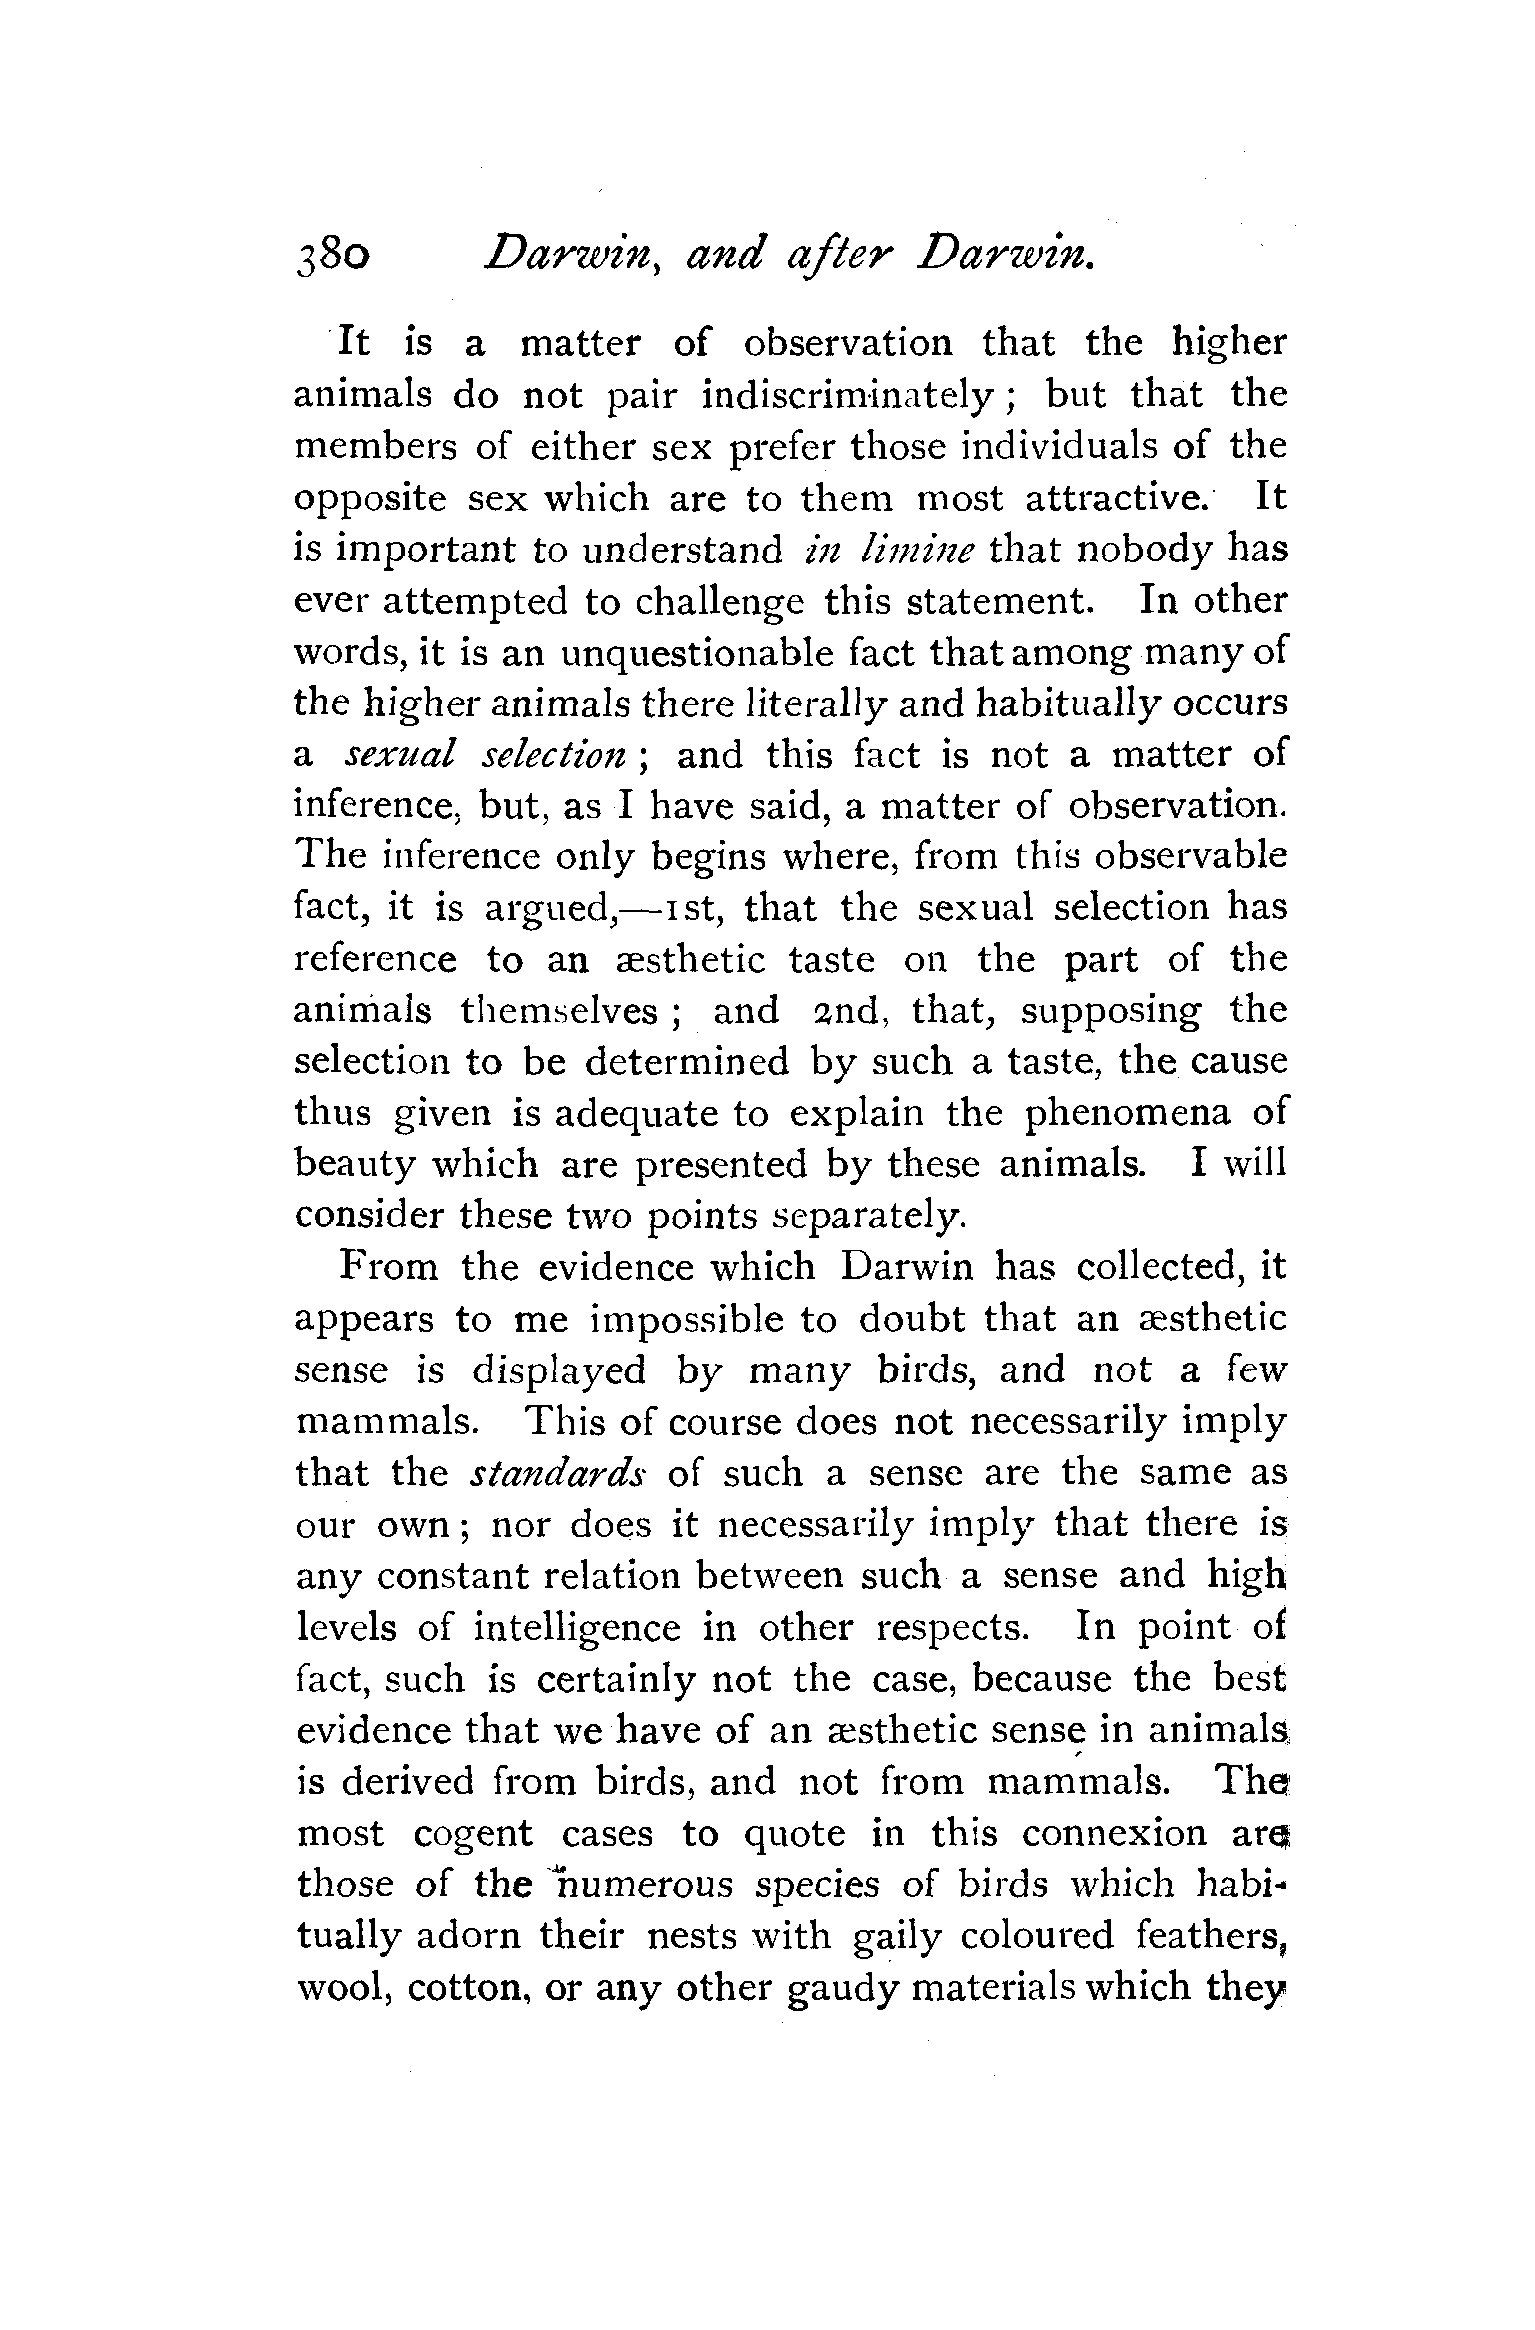 380 Darwin, and after Darwin.
It is a matter of observation that the higher
animals do not pair indiscriminately ; but that the
members of either sex prefer those individuals of the
opposite sex which are to them most attractive. It
is important to understand in limine that nobody has
ever attempted to challenge this statement. In other
words, it is an unquestionable fact that among many of
the higher animals there literally and habitually occurs
a sexual selection ; and this fact is not a matter of
inference, but, as I have said, a matter of observation.
The inference only begins where, from this observable
fact, it is argued,—1st, that the sexual selection has
reference to an æsthetic taste on the part of the
animals themselves ; and 2nd, that, supposing the
selection to be determined by such a taste, the cause
thus given is adequate to explain the phenomena of
beauty which are presented by these animals. I will
consider these two points separately.
From the evidence which Darwin has collected, it
appears to me impossible to doubt that an æsthetic
sense is displayed by many birds, and not a few
mammals. This of course does not necessarily imply
that the standards of such a sense are the same as
our own ; nor does it necessarily imply that there is
any constant relation between such a sense and high
levels of intelligence in other respects. In point of
fact, such is certainly not the case, because the best
evidence that we have of an æsthetic sense in animals
is derived from birds, and not from mammals. The
most cogent cases to quote in this connexion are
those of the numerous species of birds which habi-
tually adorn their nests with gaily coloured feathers,
wool, cotton, or any other gaudy materials which they